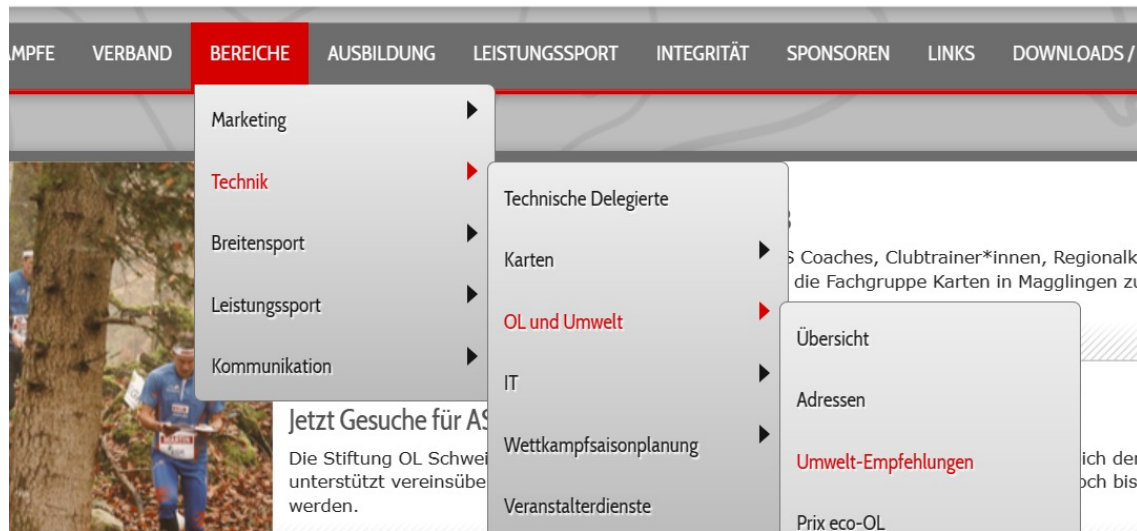 MPFE VERBAND BEREICHE AUSBILDUNG LEISTUNGSSPORT INTEGRITÄT SPONSOREN LINKS DOWNLOADS /
Marketing
Technik
Breitensport
Leistungssport
Kommunikation
Technische Delegierte
Karten
OL und Umwelt
IT
Wettkampfsaisonplanung
Veranstalterdienste
Übersicht
Adressen
Umwelt-Empfehlungen
Prix eco-OL
S Coaches, Clubtrainer*innen, Regionalk
die Fachgruppe Karten in Magglingen zu
Jetzt Gesuche für AS
Die Stiftung OL Schwei
ich der
unterstützt vereinsübe
och bis
werden.